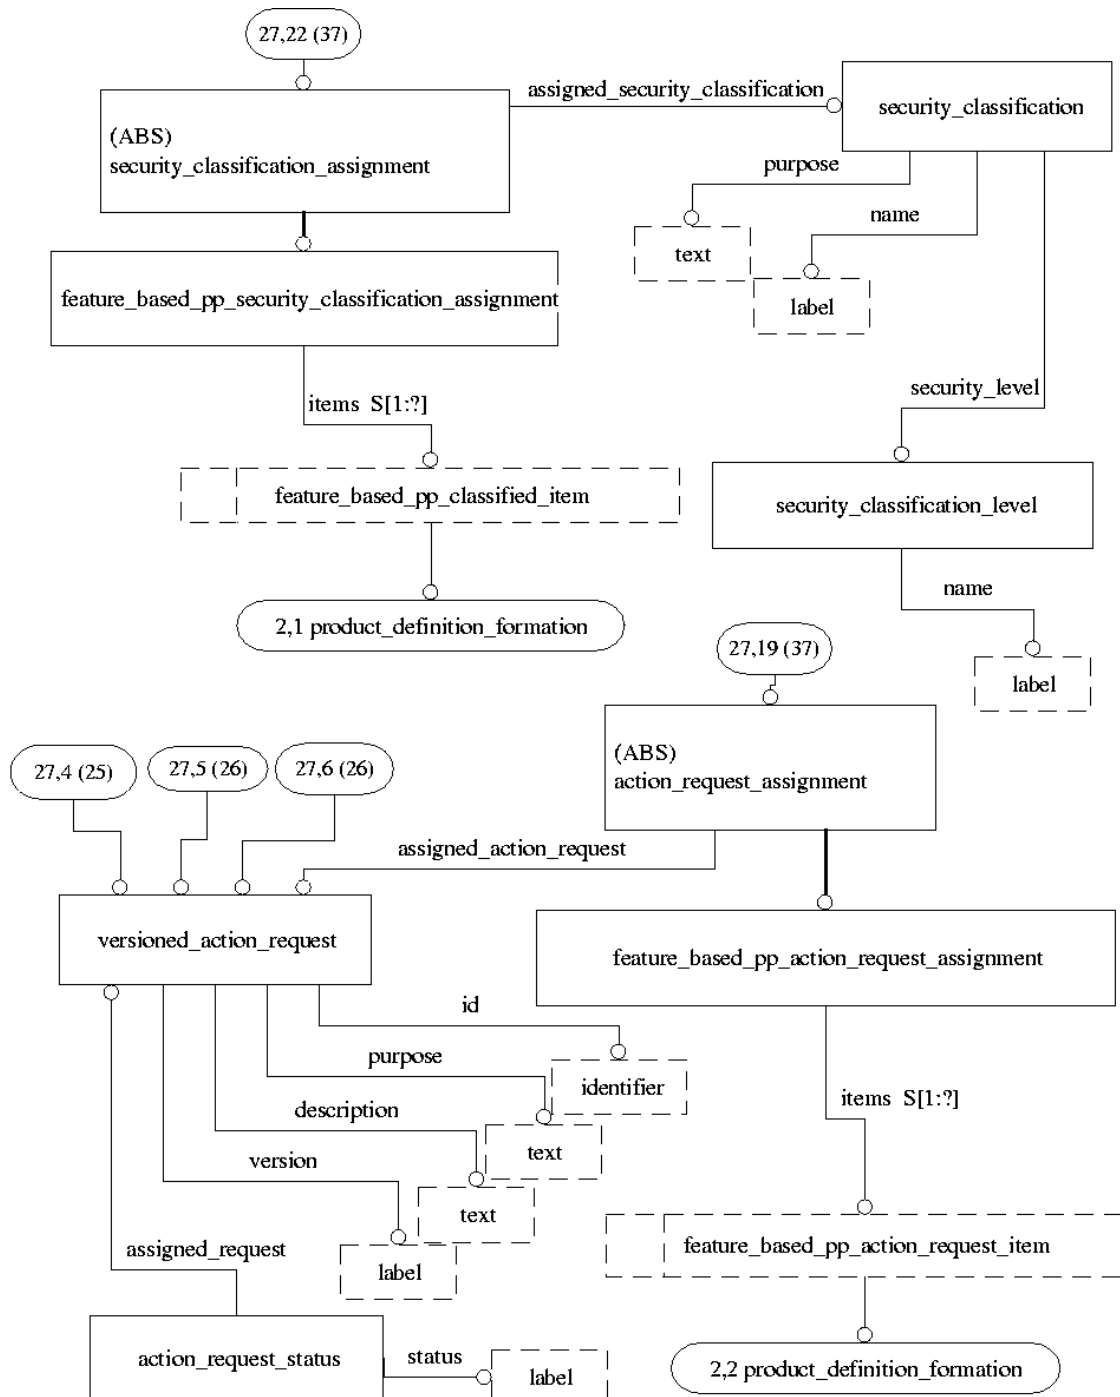 27,22 (37)
assigned_security_classification
security_classification
(ABS)
security_classification_assignment
purpose
name
text
feature_based_pp_security_classification_assignment
label
security_level
items S[1:?]
feature_based_pp_classified_item
security_classification_level
name
2,1 product_definition_formation
27,19 (37)
label
(ABS)
action_request_assignment
27,4 (25)
27,5 (26)
27,6 (26)
assigned_action_request
versioned_action_request
feature_based_pp_action_request_assignment
id
purpose
identifier
items S[1:?]
description
text
version
text
assigned_request
feature_based_pp_action_request_item
label
action_request_status
status
label
2,2 product_definition_formation